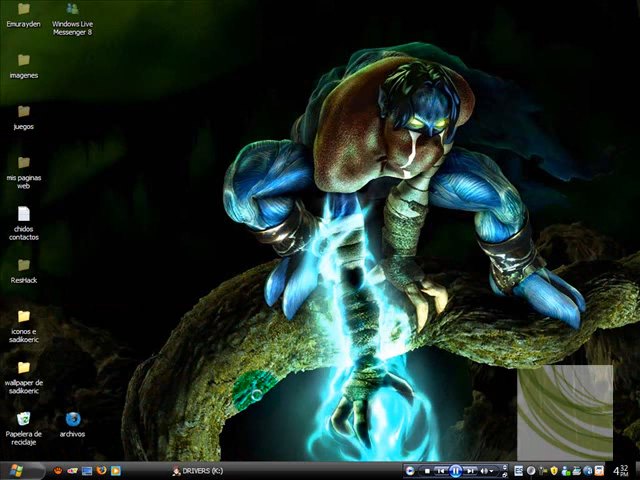 Emurayden
Windows Live
Messenger 8
imagenes
juegos
mis paginas
web
chidos
contactos
ResHack
iconos e
sadikoeric
wallpaper de
sadikoeric
Papelera de
reciclaje
archivos
DRIVERS (K:)
ES
4:32
PM